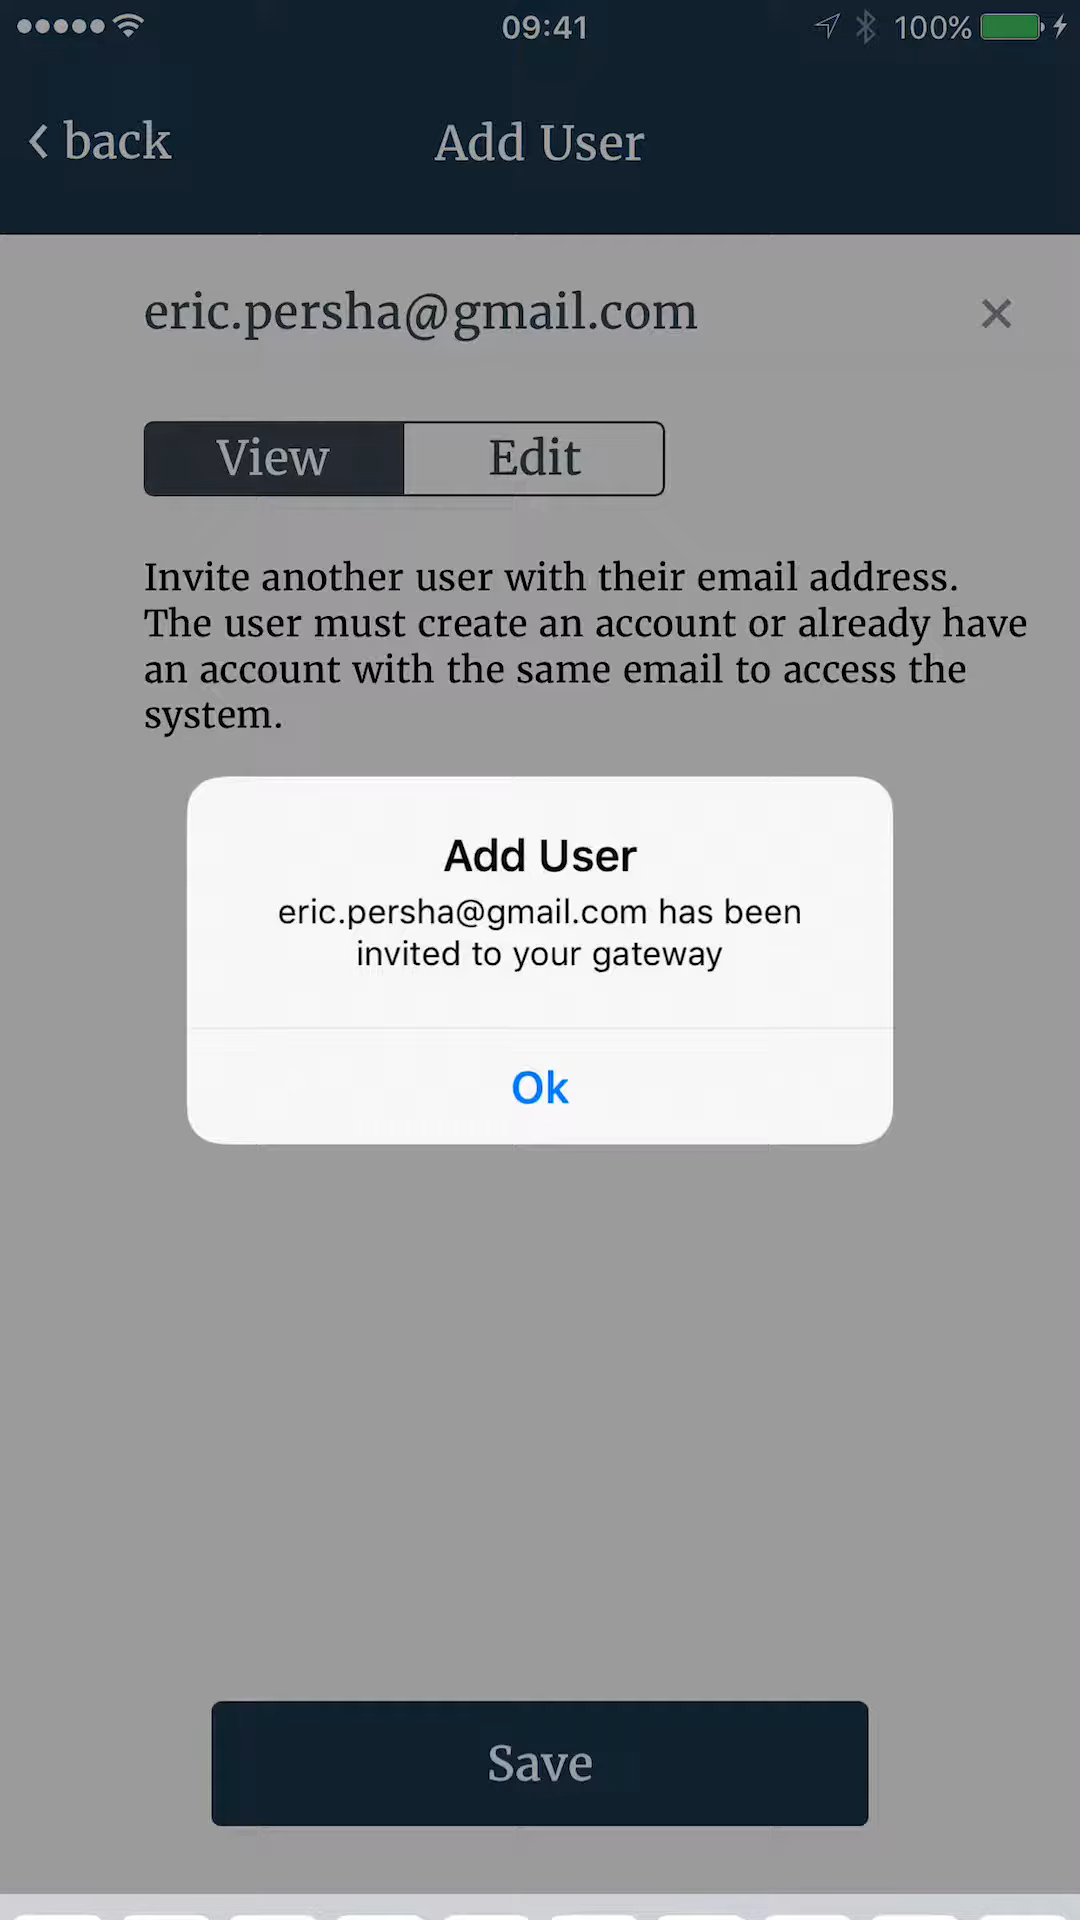 09:41
100%
back
Add User
eric.persha@gmail.com
View
Edit
Invite another user with their email address.
The user must create an account or already have
an account with the same email to access the
system.
Add User
eric.persha@gmail.com has been
invited to your gateway
Ok
Save